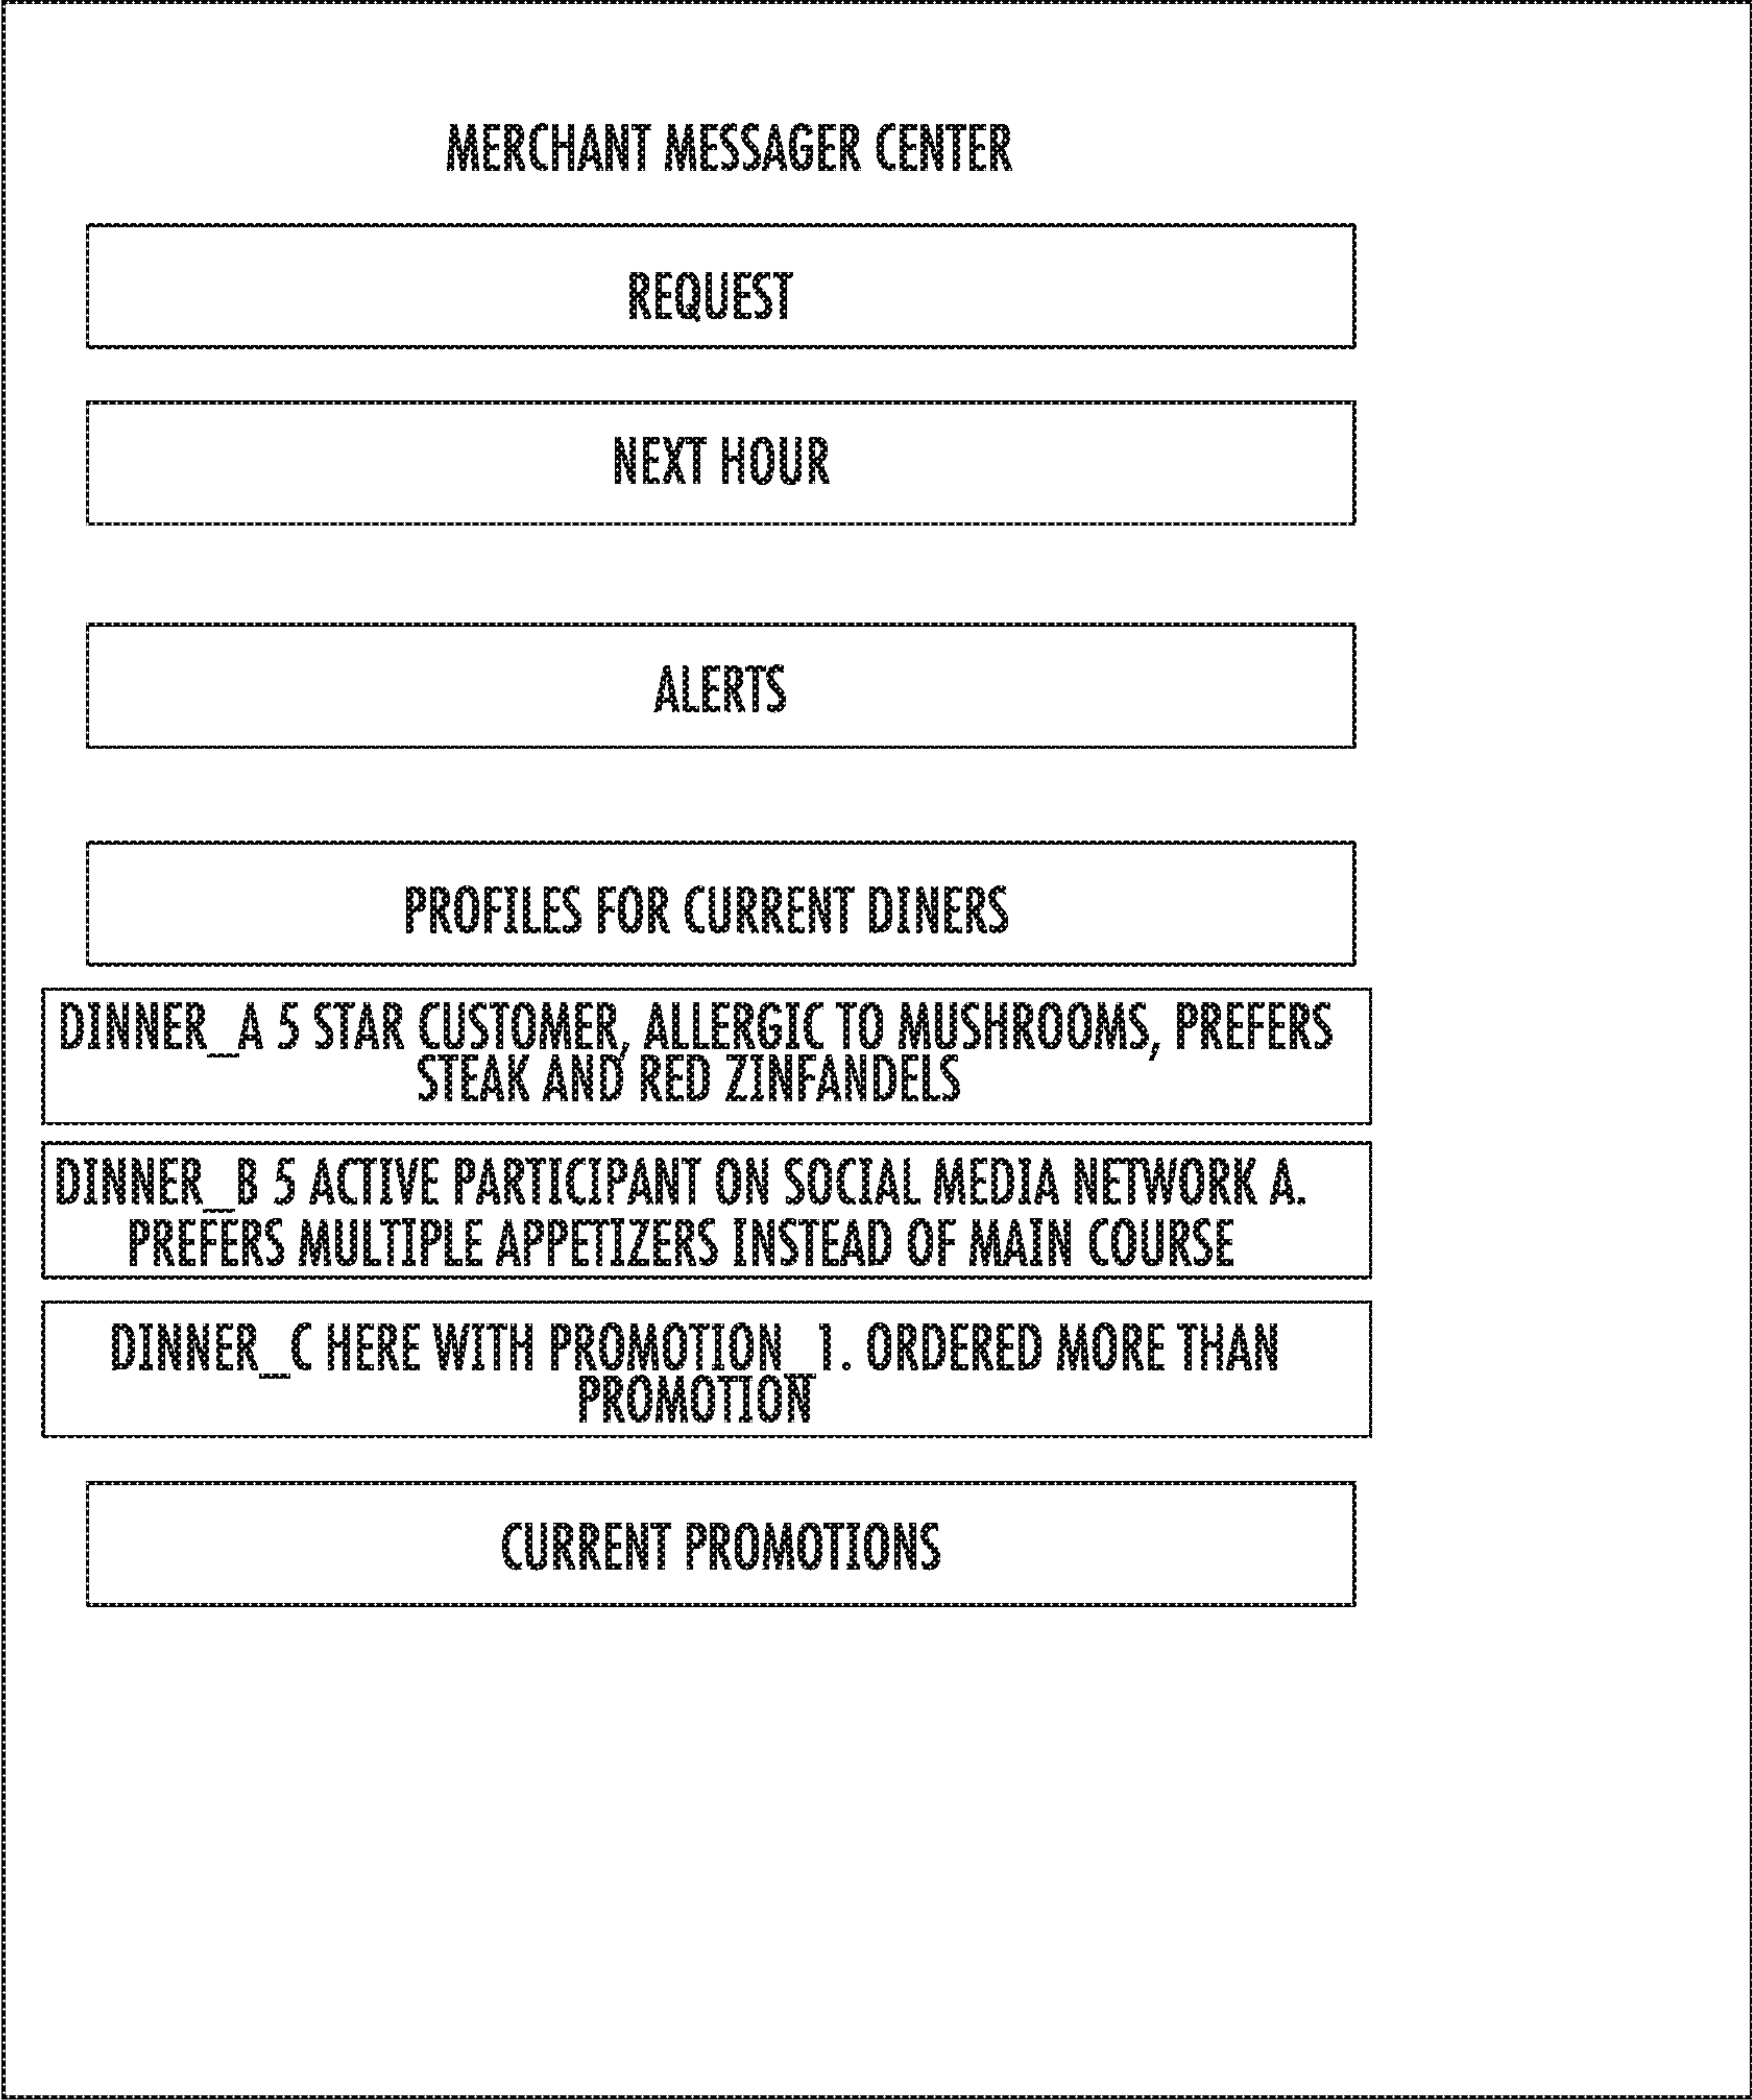 MERCHANT MESSAGER CENTER
REQUEST
NEXT HOUR
ALERTS
PROFILES FOR CURRENT DINERS
DINNER_A 5 STAR CUSTOMER, ALLERGIC TO MUSHROOMS, PREFERS
STEAK AND RED ZINFANDELS
DINNER_B 5 ACTIVE PARTICIPANT ON SOCIAL MEDIA NETWORK A.
PREFERS MULTIPLE APPETIZERS INSTEAD OF MAIN COURSE
DINNER_C HERE WITH PROMOTION_1. ORDERED MORE THAN
PROMOTION
CURRENT PROMOTIONS